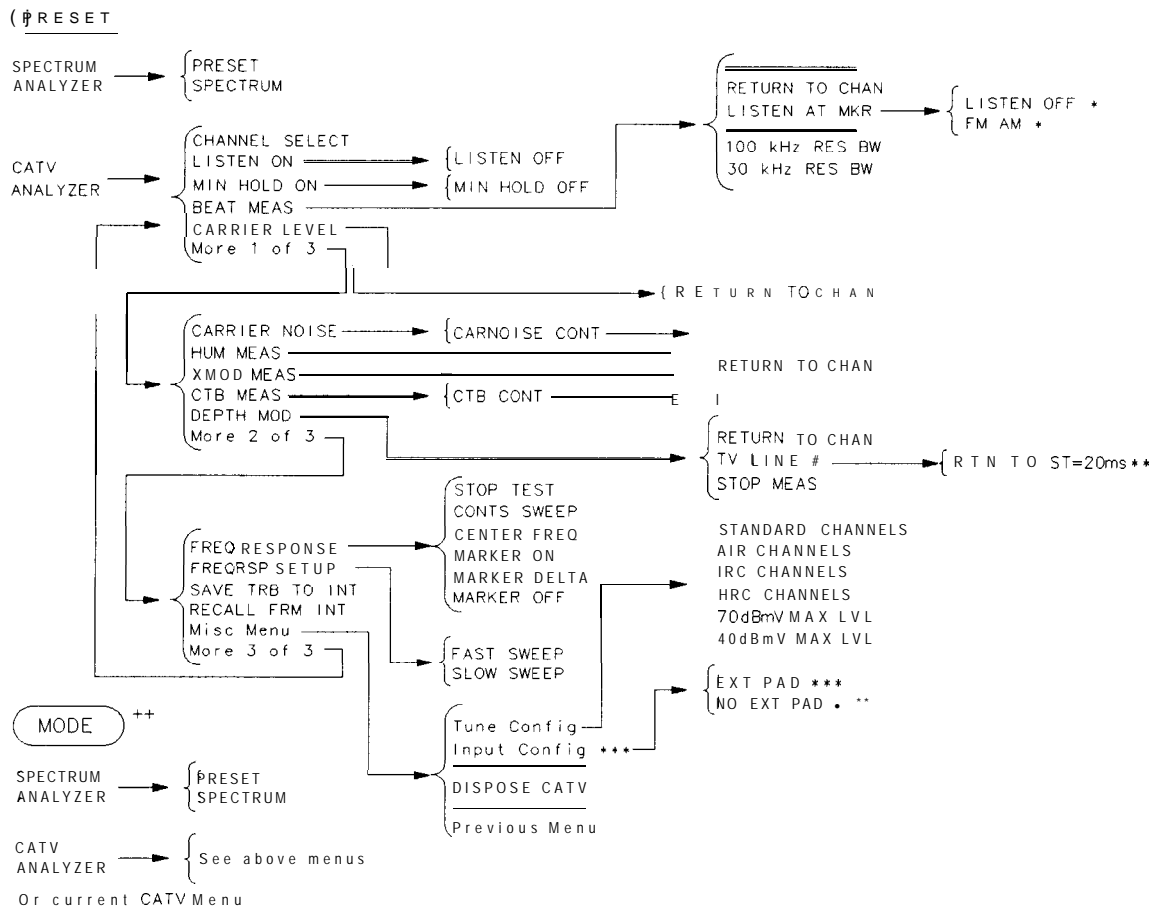 PRESET
SPECTRUM
ANALYZER
PRESET
SPECTRUM
CATV
ANALYZER
CHANNEL SELECT
LISTEN ON
MIN HOLD ON
BEAT MEAS
CARRIER LEVEL
More 1 of 3
LISTEN OFF
MIN HOLD OFF
RETURN TO CHAN
LISTEN AT MKR
100 kHz RES BW
30 kHz RES BW
LISTEN OFF *
FM AM *
RETURN TO CHAN
CARRIER NOISE
HUM MEAS
XMOD MEAS
CTB MEAS
DEPTH MOD
More 2 of 3
CARNOISE CONT
CTB CONT
RETURN TO CHAN
E I
RETURN TO CHAN
TV LINE #
STOP MEAS
RTN TO ST=20ms **
FREQ RESPONSE
FREQRSP SETUP
SAVE TRB TO INT
RECALL FRM INT
Misc Menu
More 3 of 3
STOP TEST
CONTS SWEEP
CENTER FREQ
MARKER ON
MARKER DELTA
MARKER OFF
FAST SWEEP
SLOW SWEEP
STANDARD CHANNELS
AIR CHANNELS
IRC CHANNELS
HRC CHANNELS
70dBmV MAX LVL
40dBmV MAX LVL
EXT PAD ***
NO EXT PAD • **
Tune Config
Input Config ***
DISPOSE CATV
Previous Menu
MODE ++
SPECTRUM
ANALYZER
PRESET
SPECTRUM
CATV
ANALYZER
See above menus
Or current CATV Menu